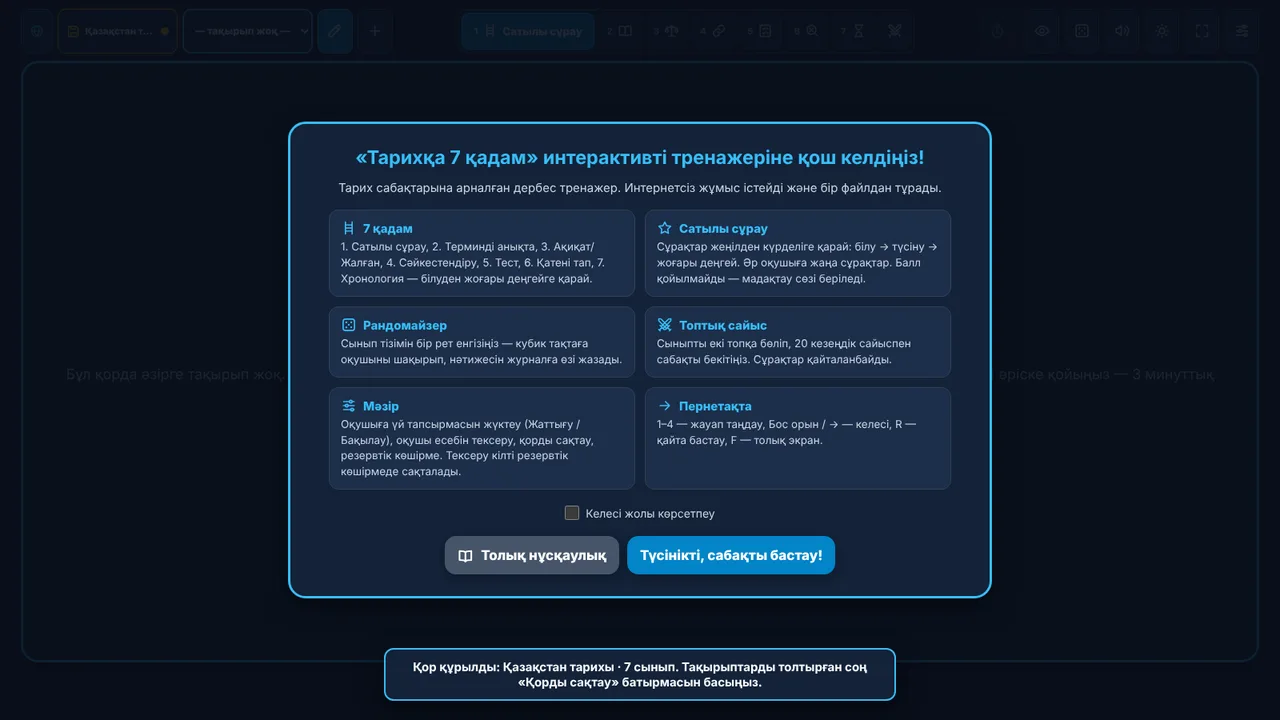 Қазақстан т...
— тақырып жоқ —
1 Сатылы сұрау
2
3
4
5
6
7
«Тарихқа 7 қадам» интерактивті тренажеріне қош келдіңіз!
Тарих сабақтарына арналған дербес тренажер. Интернетсіз жұмыс істейді және бір файлдан тұрады.
7 қадам
1. Сатылы сұрау, 2. Терминді анықта, 3. Ақиқат/
Жалған, 4. Сәйкестендіру, 5. Тест, 6. Қатені тап, 7.
Хронология — білуден жоғары деңгейге қарай.
Сатылы сұрау
Сұрақтар жеңілден күрделіге қарай: білу → түсіну →
жоғары деңгей. Әр оқушыға жаңа сұрақтар. Балл
қойылмайды — мадақтау сөзі беріледі.
Рандомайзер
Сынып тізімін бір рет енгізіңіз — кубик тақтаға
оқушыны шақырып, нәтижесін журналға өзі жазады.
Топтық сайыс
Сыныпты екі топқа бөліп, 20 кезеңдік сайыспен
сабақты бекітіңіз. Сұрақтар қайталанбайды.
Бұл қорда әзірге тақырып жоқ.
әріске қойыңыз — 3 минуттық
Мәзір
Оқушыға үй тапсырмасын жүктеу (Жаттығу /
Бақылау), оқушы есебін тексеру, қорды сақтау,
резервтік көшірме. Тексеру кілті резервтік
көшірмеде сақталады.
Пернетақта
1–4 — жауап таңдау, Бос орын / → — келесі, R —
қайта бастау, F — толық экран.
Келесі жолы көрсетпеу
Толық нұсқаулық
Түсінікті, сабақты бастау!
Қор құрылды: Қазақстан тарихы · 7 сынып. Тақырыптарды толтырған соң
«Қорды сақтау» батырмасын басыңыз.